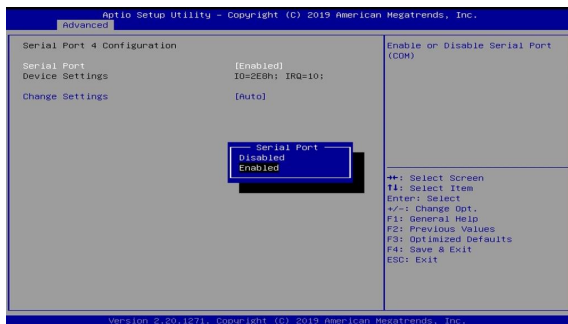 Aptio Setup Utility – Copyright (C) 2019 American Megatrends, Inc.
Advanced
Serial Port 4 Configuration
Serial Port [Enabled]
Device Settings IO=2E8h; IRQ=10;
Change Settings [Auto]
Enable or Disable Serial Port
(COM)
Serial Port
Disabled
Enabled
→←: Select Screen
↑↓: Select Item
Enter: Select
+/-: Change Opt.
F1: General Help
F2: Previous Values
F3: Optimized Defaults
F4: Save & Exit
ESC: Exit
Version 2.20.1271. Copyright (C) 2019 American Megatrends, Inc.